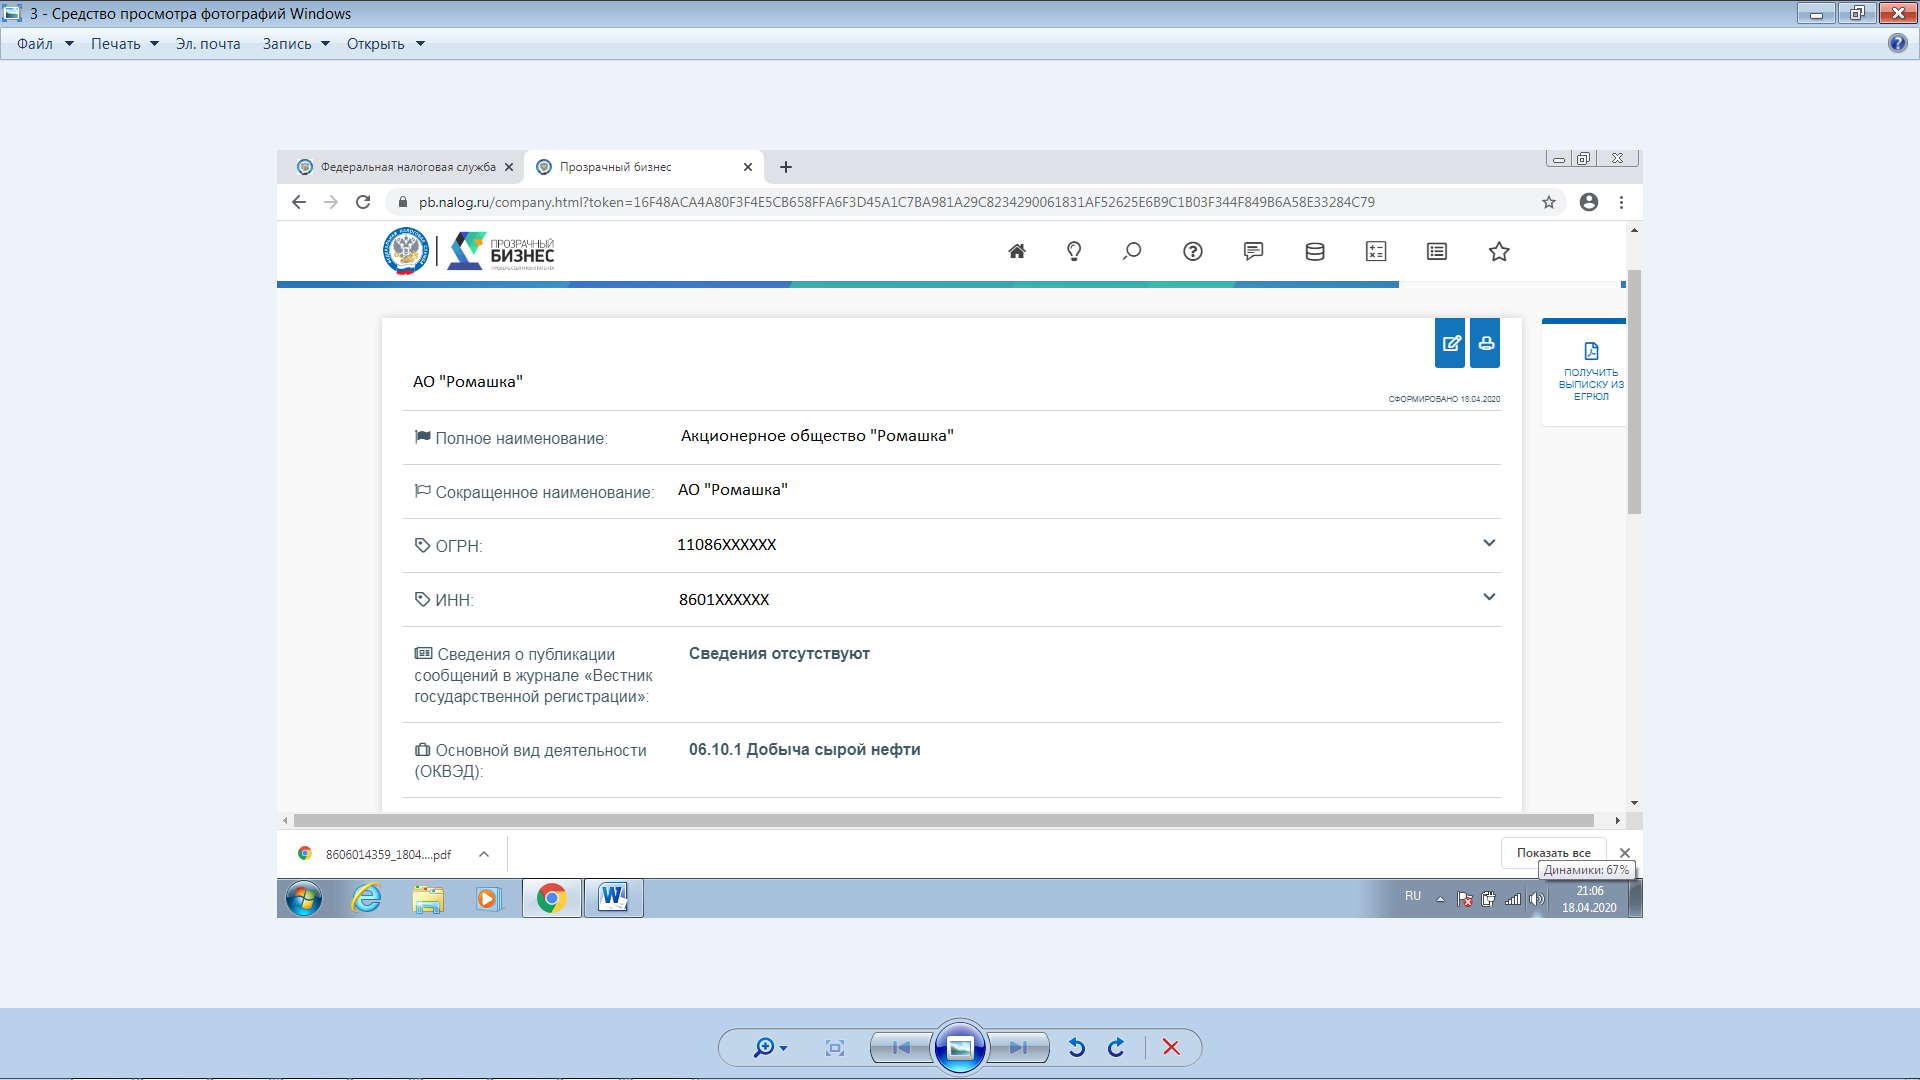 3 - Средство просмотра фотографий Windows
Файл Печать Эл. почта Запись Открыть
Федеральная налоговая служба
Прозрачный бизнес
pb.nalog.ru/company.html?token=16F48ACA4A80F3F4E5CB658FFA6F3D45A1C7BA981A29C8234290061831AF52625E6B9C1B03F344F849B6A58E33284C79
ПРОЗРАЧНЫЙ
БИЗНЕС
ПРОВЕРЬ СЕБЯ И КОНТРАГЕНТА
АО "Ромашка"
СФОРМИРОВАНО 18.04.2020
ПОЛУЧИТЬ
ВЫПИСКУ ИЗ
ЕГРЮЛ
Полное наименование: Акционерное общество "Ромашка"
Сокращенное наименование: АО "Ромашка"
ОГРН: 11086XXXXXX
ИНН: 8601XXXXXX
Сведения о публикации Сведения отсутствуют
сообщений в журнале «Вестник
государственной регистрации»:
Основной вид деятельности 06.10.1 Добыча сырой нефти
(ОКВЭД):
8606014359_1804....pdf
Показать все
Динамики: 67%
RU
21:06
18.04.2020